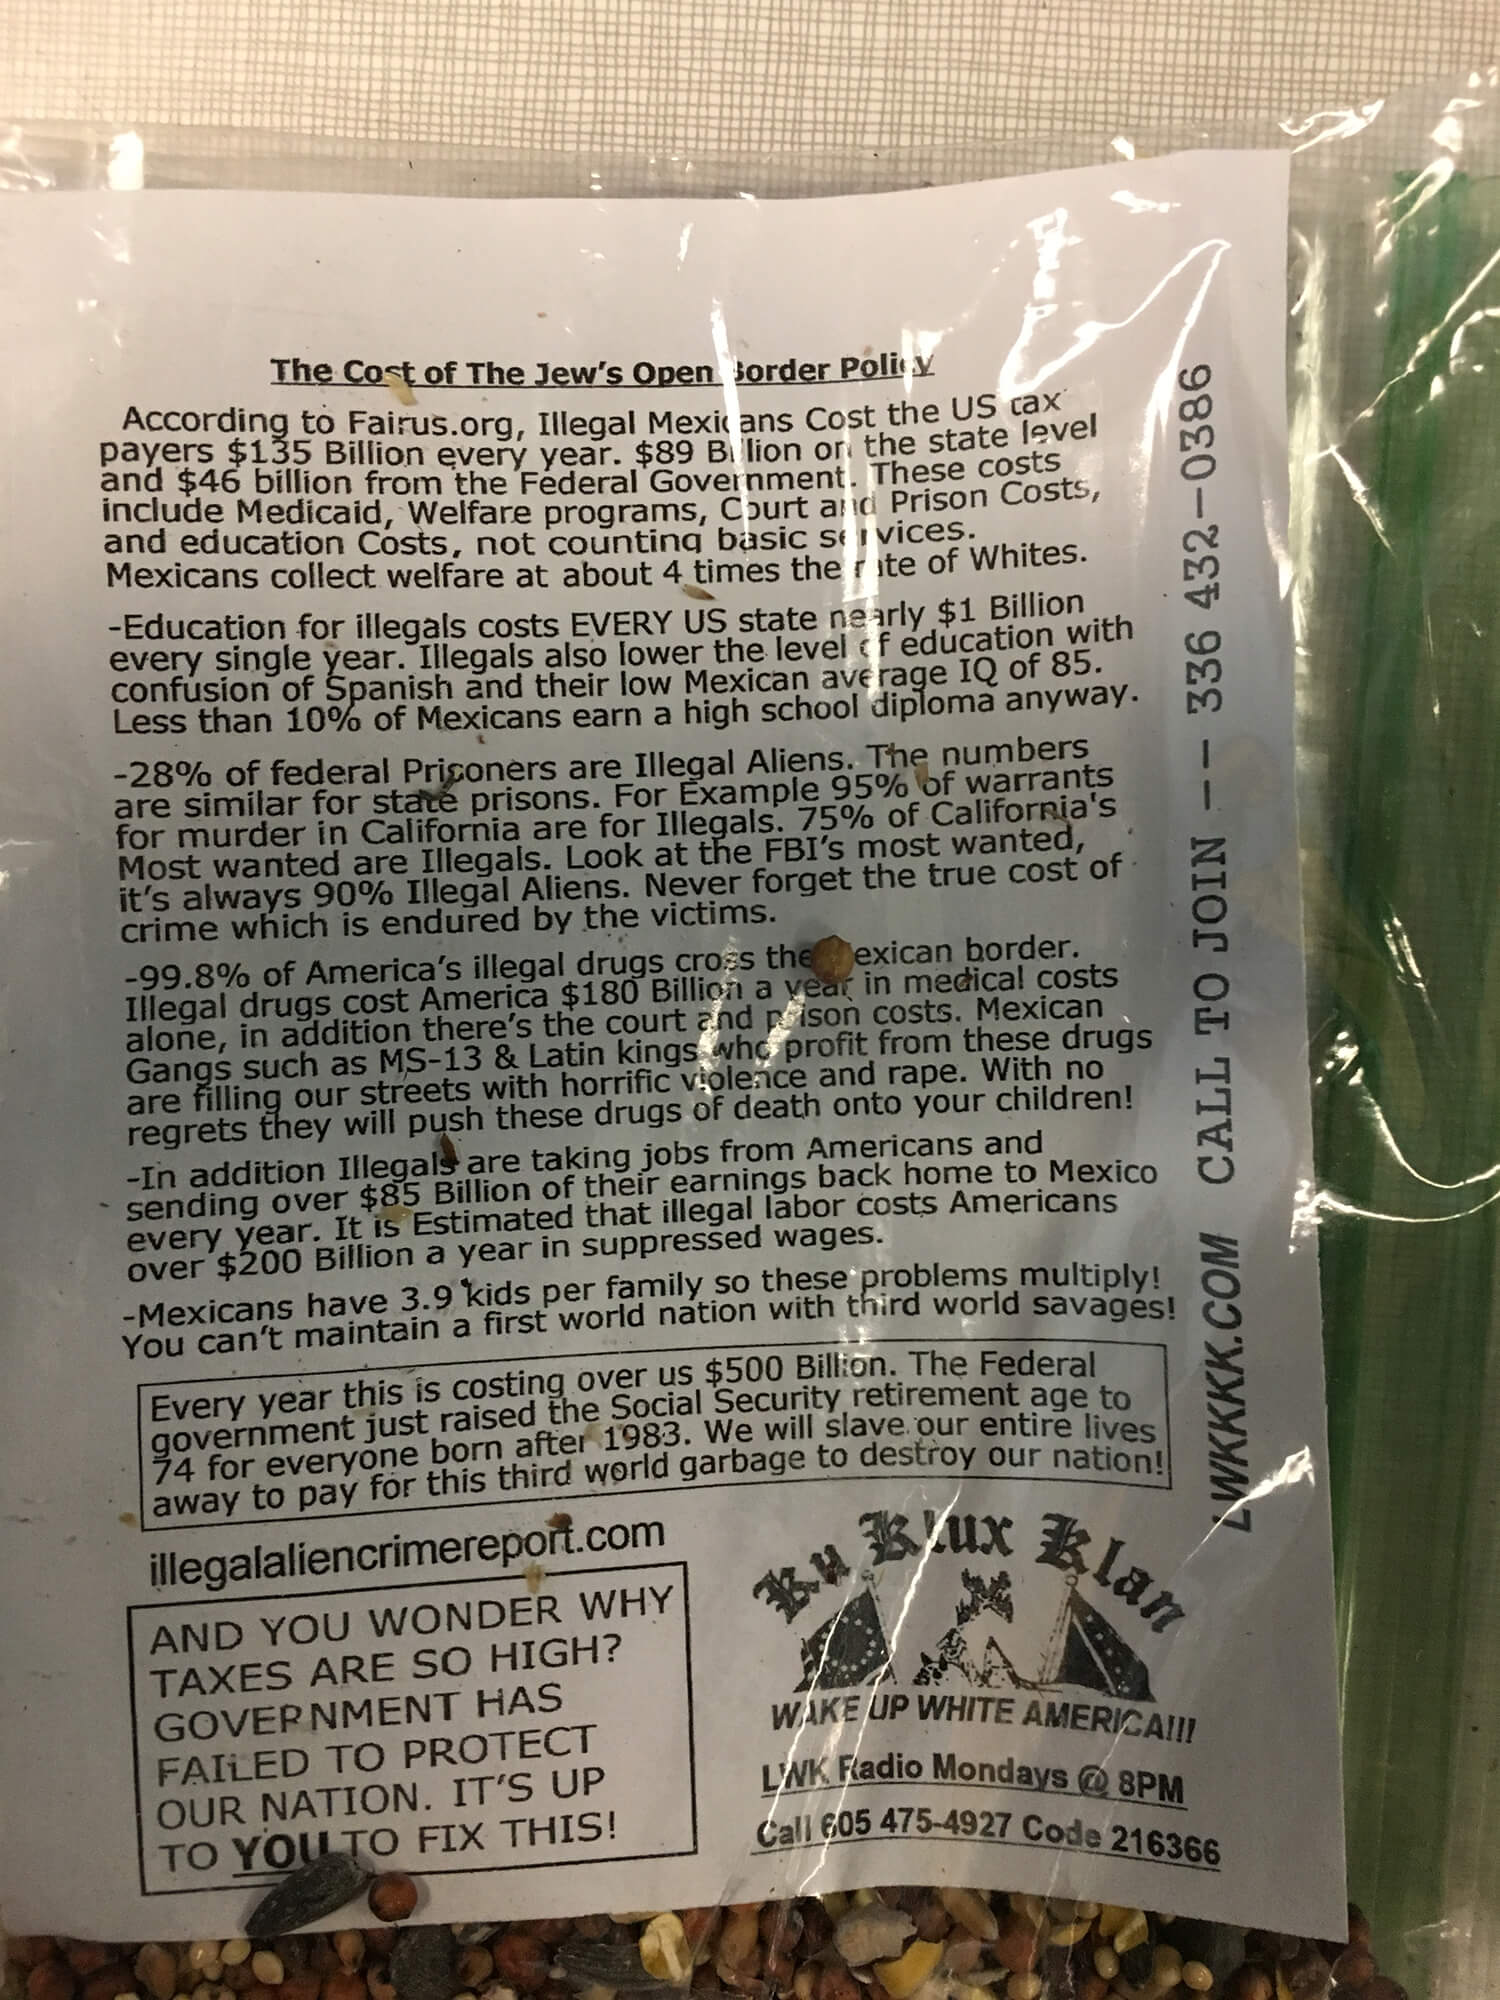 The Cost of The Jew's Open Border Policy
According to Fairus.org, Illegal Mexicans Cost the US tax
payers $135 Billion every year. $89 Billion on the state level
and $46 billion from the Federal Government. These costs
include Medicaid, Welfare programs, Court and Prison Costs,
and education Costs, not counting basic services.
Mexicans collect welfare at about 4 times the rate of Whites.
-Education for illegals costs EVERY US state nearly $1 Billion
every single year. Illegals also lower the level of education with
confusion of Spanish and their low Mexican average IQ of 85.
Less than 10% of Mexicans earn a high school diploma anyway.
-28% of federal Prisoners are Illegal Aliens. The numbers
are similar for state prisons. For Example 95% of warrants
for murder in California are for Illegals. 75% of California's
Most wanted are Illegals. Look at the FBI's most wanted,
it's always 90% Illegal Aliens. Never forget the true cost of
crime which is endured by the victims.
-99.8% of America's illegal drugs cross the Mexican border.
Illegal drugs cost America $180 Billion a year in medical costs
alone, in addition there's the court and prison costs. Mexican
Gangs such as MS-13 & Latin kings who profit from these drugs
are filling our streets with horrific violence and rape. With no
regrets they will push these drugs of death onto your children!
-In addition Illegals are taking jobs from Americans and
sending over $85 Billion of their earnings back home to Mexico
every year. It is Estimated that illegal labor costs Americans
over $200 Billion a year in suppressed wages.
-Mexicans have 3.9 kids per family so these problems multiply!
You can't maintain a first world nation with third world savages!
Every year this is costing over us $500 Billion. The Federal
government just raised the Social Security retirement age to
74 for everyone born after 1983. We will slave our entire lives
away to pay for this third world garbage to destroy our nation!
illegalaliencrimereport.com
AND YOU WONDER WHY
TAXES ARE SO HIGH?
GOVERNMENT HAS
FAILED TO PROTECT
OUR NATION. IT'S UP
TO YOU TO FIX THIS!
Ku Klux Klan
WAKE UP WHITE AMERICA!!!
LWK Radio Mondays @ 8PM
Call 605 475-4927 Code 216366
LWKKKK.COM CALL TO JOIN -- 336 432-0386